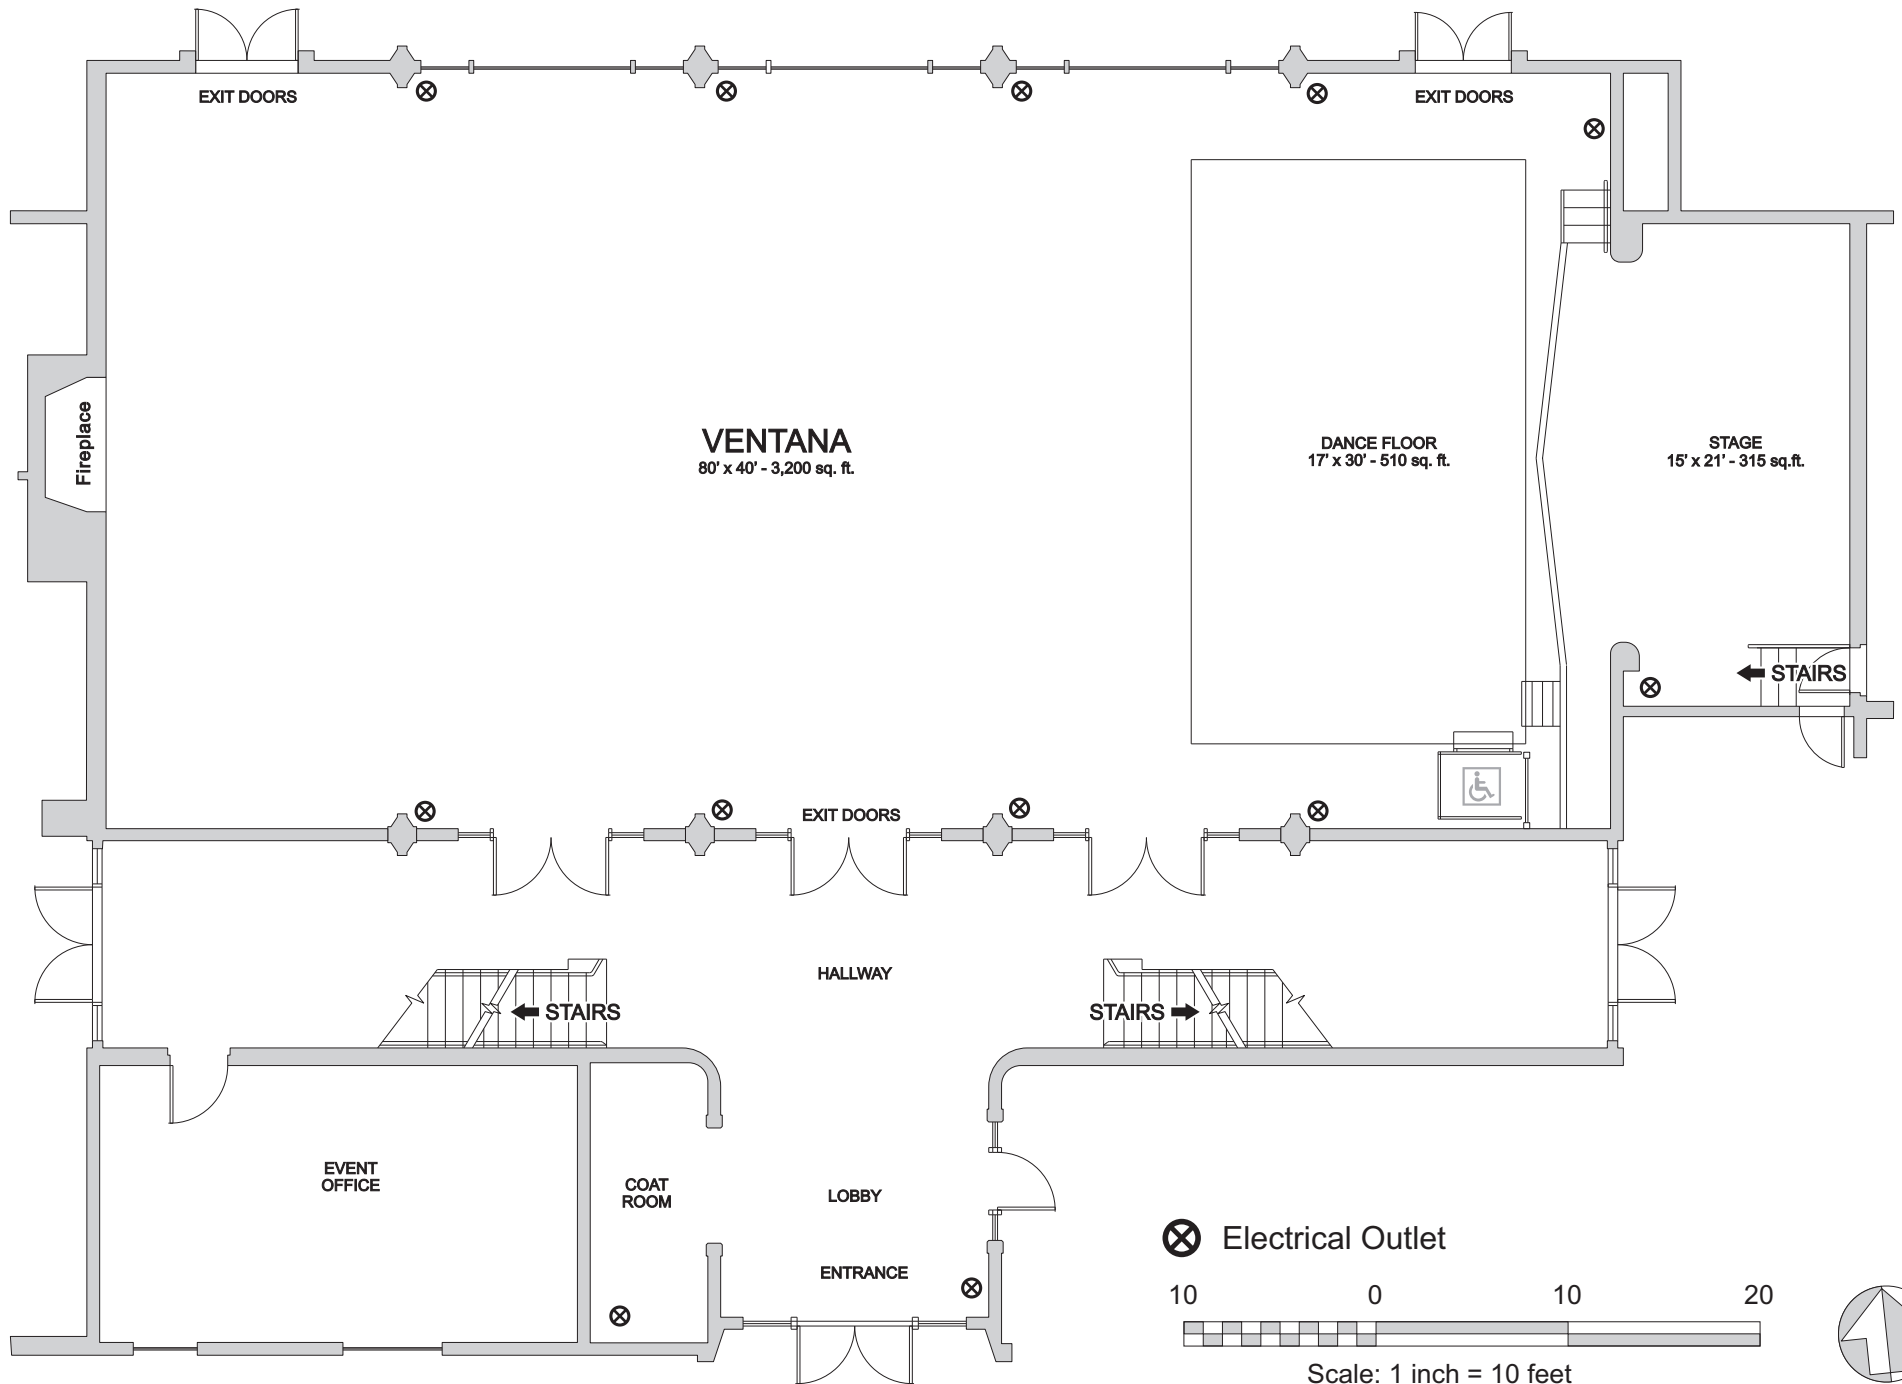 EXIT DOORS
EXIT DOORS
Fireplace
VENTANA
80' x 40' - 3,200 sq. ft.
DANCE FLOOR
17' x 30' - 510 sq. ft.
STAGE
15' x 21' - 315 sq.ft.
STAIRS
EXIT DOORS
HALLWAY
STAIRS
STAIRS
EVENT
OFFICE
COAT
ROOM
LOBBY
ENTRANCE
Electrical Outlet
10 0 10 20
Scale: 1 inch = 10 feet